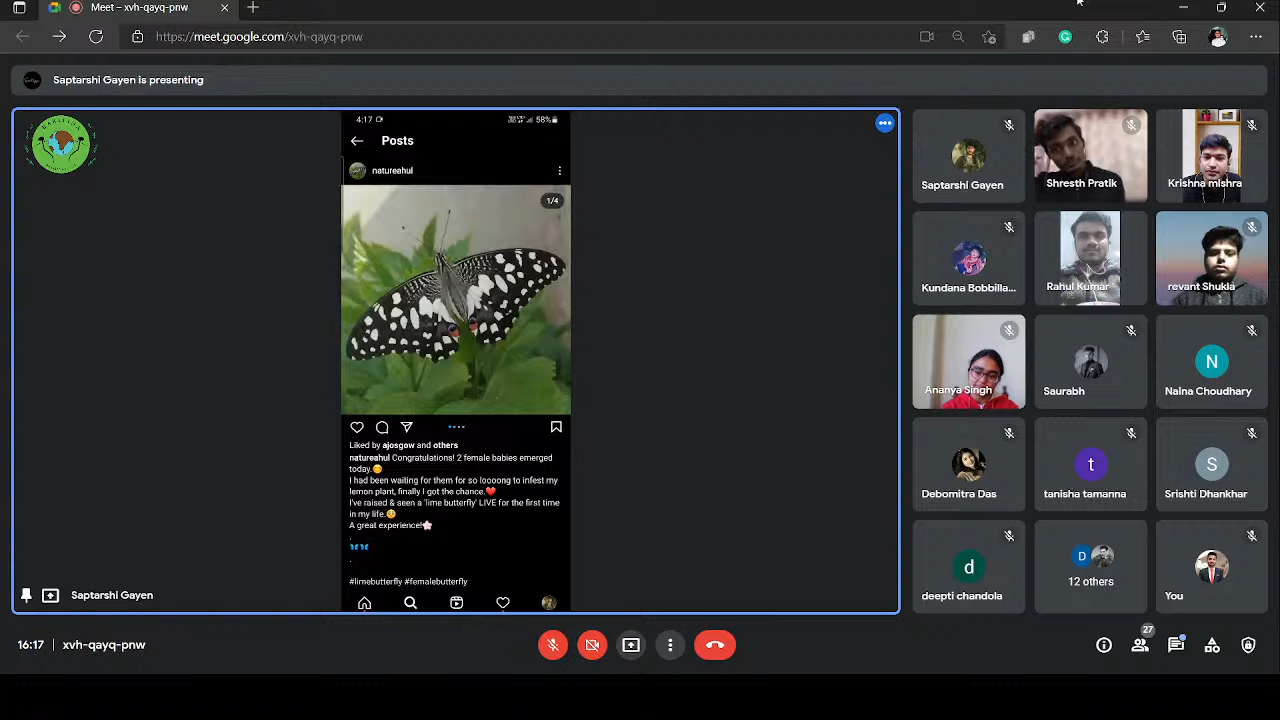 Meet – xvh-qayq-pnw
https://meet.google.com/xvh-qayq-pnw
Saptarshi Gayen is presenting
4:17
58%
Posts
natureahul
1/4
Liked by ajosgow and others
natureahul Congratulations! 2 female babies emerged
today.😊
I had been waiting for them for so loooong to infest my
lemon plant, finally I got the chance.❤️
I've raised & seen a 'lime butterfly' LIVE for the first time
in my life.🥺
A great experience!🌸
.
🦋🦋
.
#limebutterfly #femalebutterfly
Saptarshi Gayen
Saptarshi Gayen
Shresth Pratik
Krishna mishra
Kundana Bobbilla...
Rahul Kumar
revant Shukla
Ananya Singh
Saurabh
N
Naina Choudhary
Urmitra Das
t
tanisha tamanna
S
Srishti Dhankhar
d
deepti chandola
D
12 others
You
16:17
xvh-qayq-pnw
27